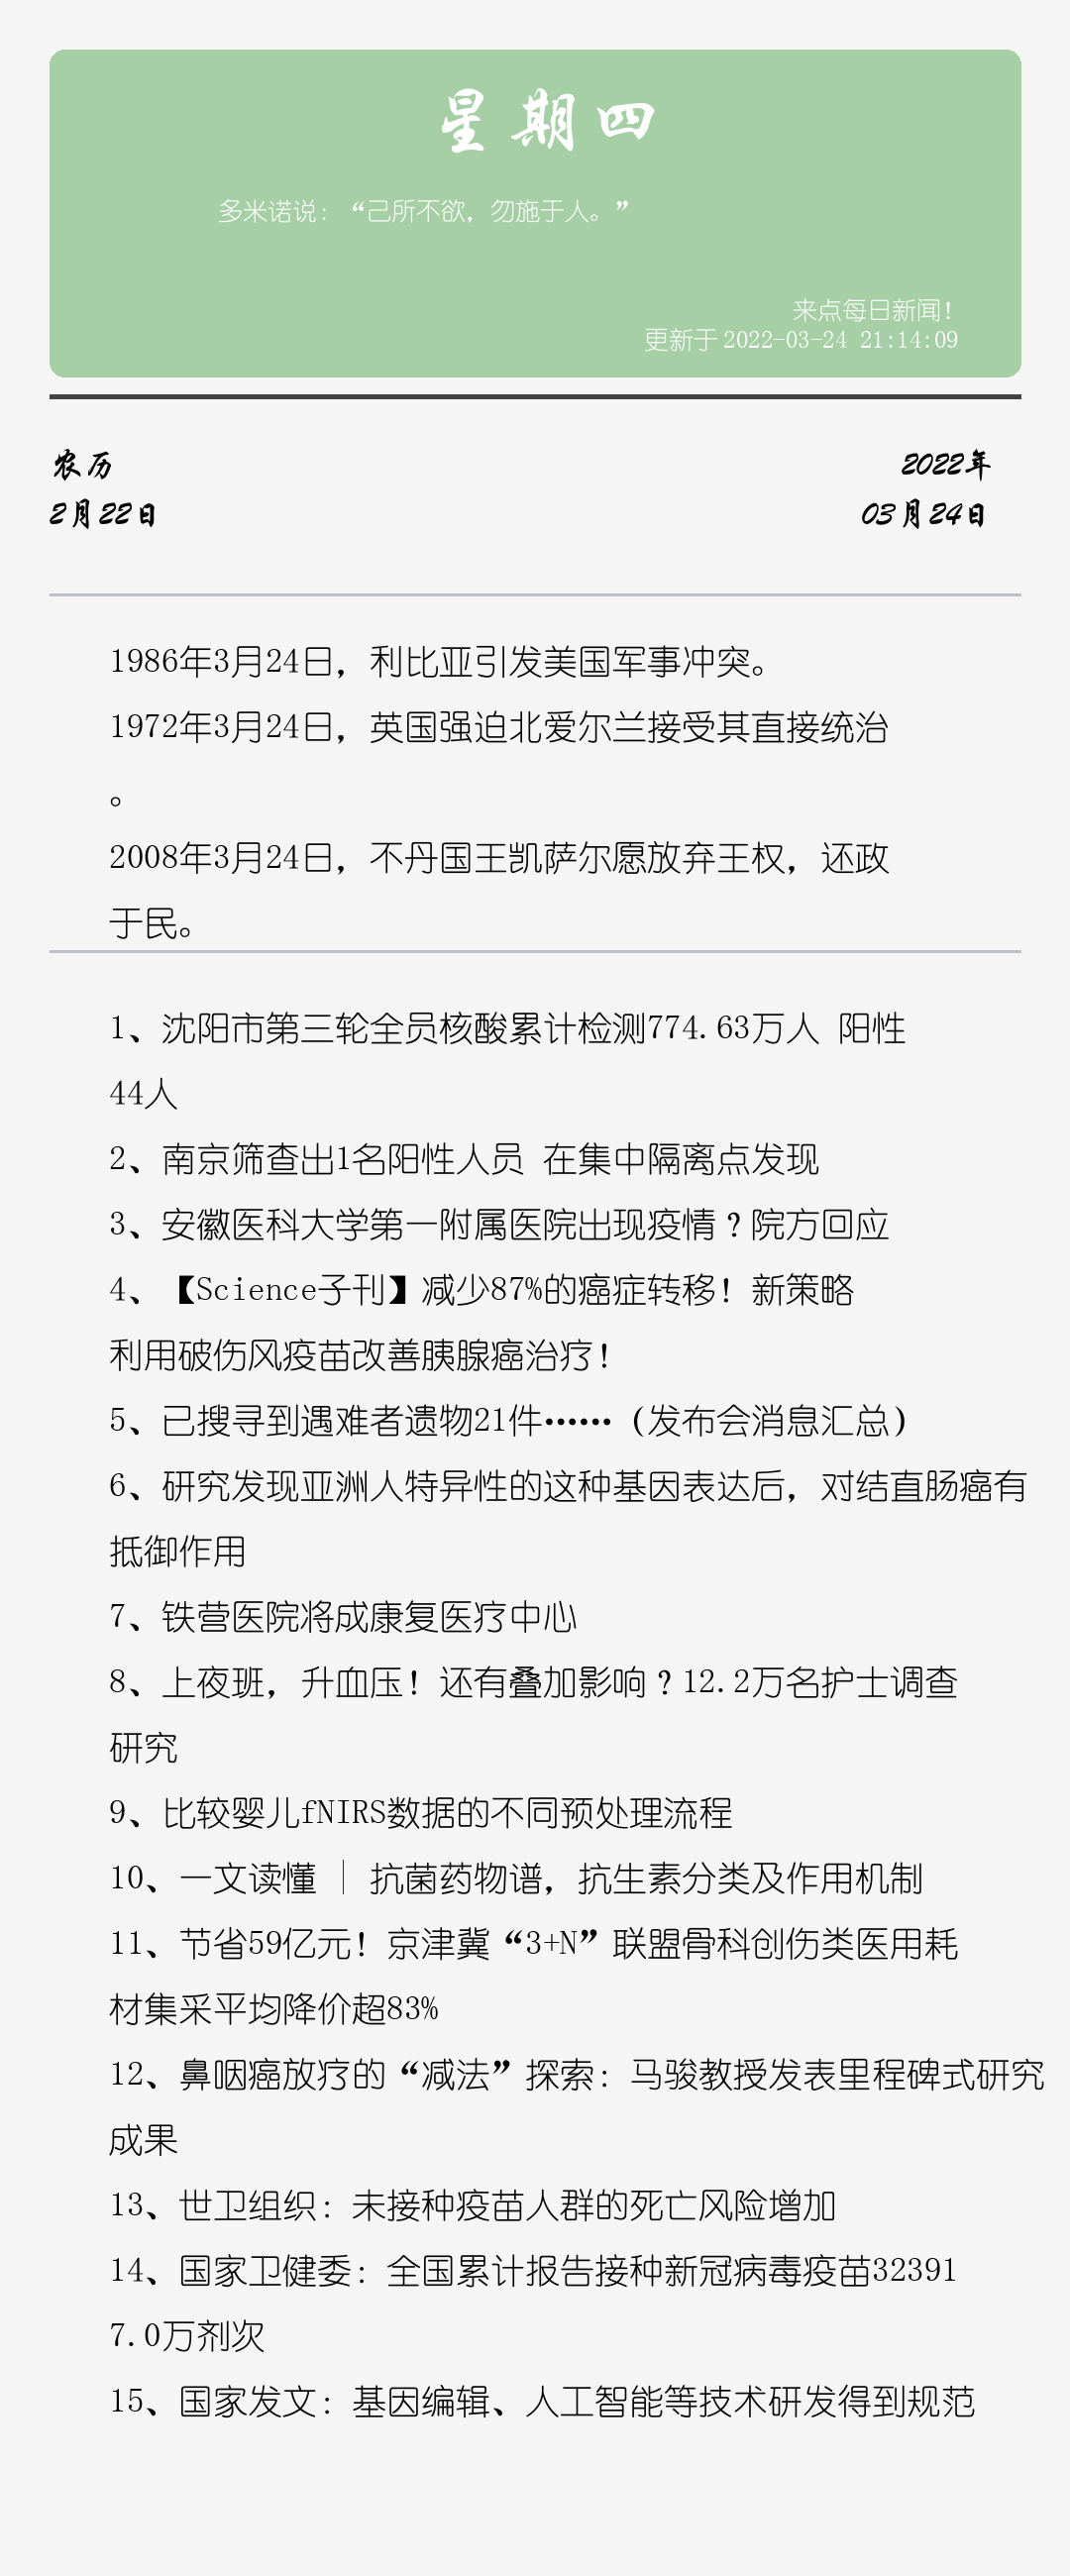 星期四
多米诺说：“己所不欲，勿施于人。”
来点每日新闻！
更新于 2022-03-24 21:14:09
农历
2022年
2月22日
03月24日
1986年3月24日，利比亚引发美国军事冲突。
1972年3月24日，英国强迫北爱尔兰接受其直接统治
。
2008年3月24日，不丹国王凯萨尔愿放弃王权，还政
于民。
1、沈阳市第三轮全员核酸累计检测774.63万人 阳性
44人
2、南京筛查出1名阳性人员 在集中隔离点发现
3、安徽医科大学第一附属医院出现疫情？院方回应
4、【Science子刊】减少87%的癌症转移！新策略
利用破伤风疫苗改善胰腺癌治疗！
5、已搜寻到遇难者遗物21件……（发布会消息汇总）
6、研究发现亚洲人特异性的这种基因表达后，对结直肠癌有
抵御作用
7、铁营医院将成康复医疗中心
8、上夜班，升血压！还有叠加影响？12.2万名护士调查
研究
9、比较婴儿fNIRS数据的不同预处理流程
10、一文读懂 | 抗菌药物谱，抗生素分类及作用机制
11、节省59亿元！京津冀“3+N”联盟骨科创伤类医用耗
材集采平均降价超83%
12、鼻咽癌放疗的“减法”探索：马骏教授发表里程碑式研究
成果
13、世卫组织：未接种疫苗人群的死亡风险增加
14、国家卫健委：全国累计报告接种新冠病毒疫苗32391
7.0万剂次
15、国家发文：基因编辑、人工智能等技术研发得到规范